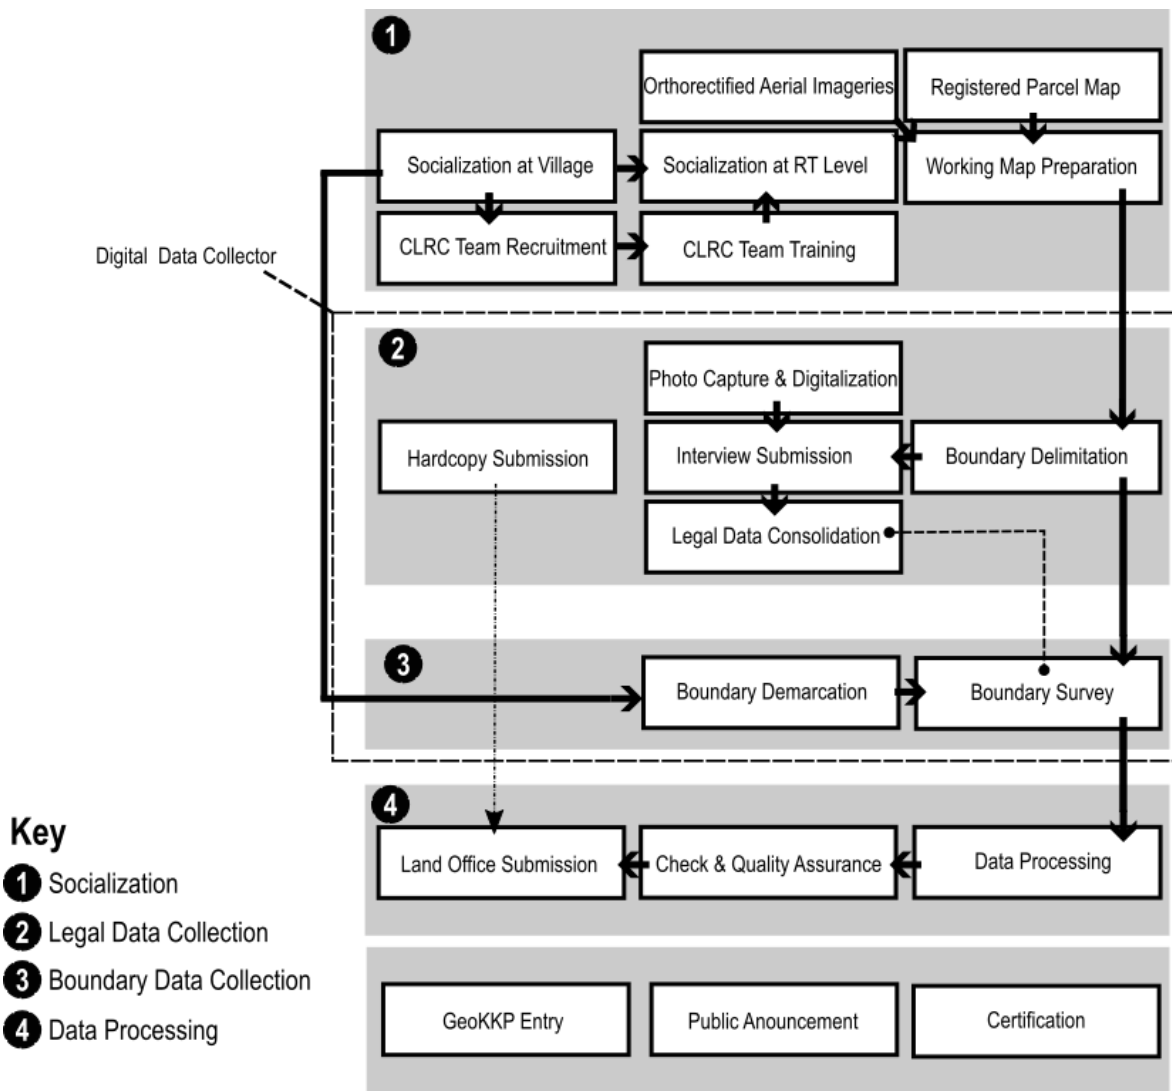 1
Orthorectified Aerial Imageries
Registered Parcel Map
Socialization at Village
Socialization at RT Level
Working Map Preparation
CLRC Team Recruitment
CLRC Team Training
Digital Data Collector
2
Photo Capture & Digitalization
Hardcopy Submission
Interview Submission
Boundary Delimitation
Legal Data Consolidation
3
Boundary Demarcation
Boundary Survey
4
Land Office Submission
Check & Quality Assurance
Data Processing
Key
1 Socialization
2 Legal Data Collection
3 Boundary Data Collection
4 Data Processing
GeoKKP Entry
Public Anouncement
Certification